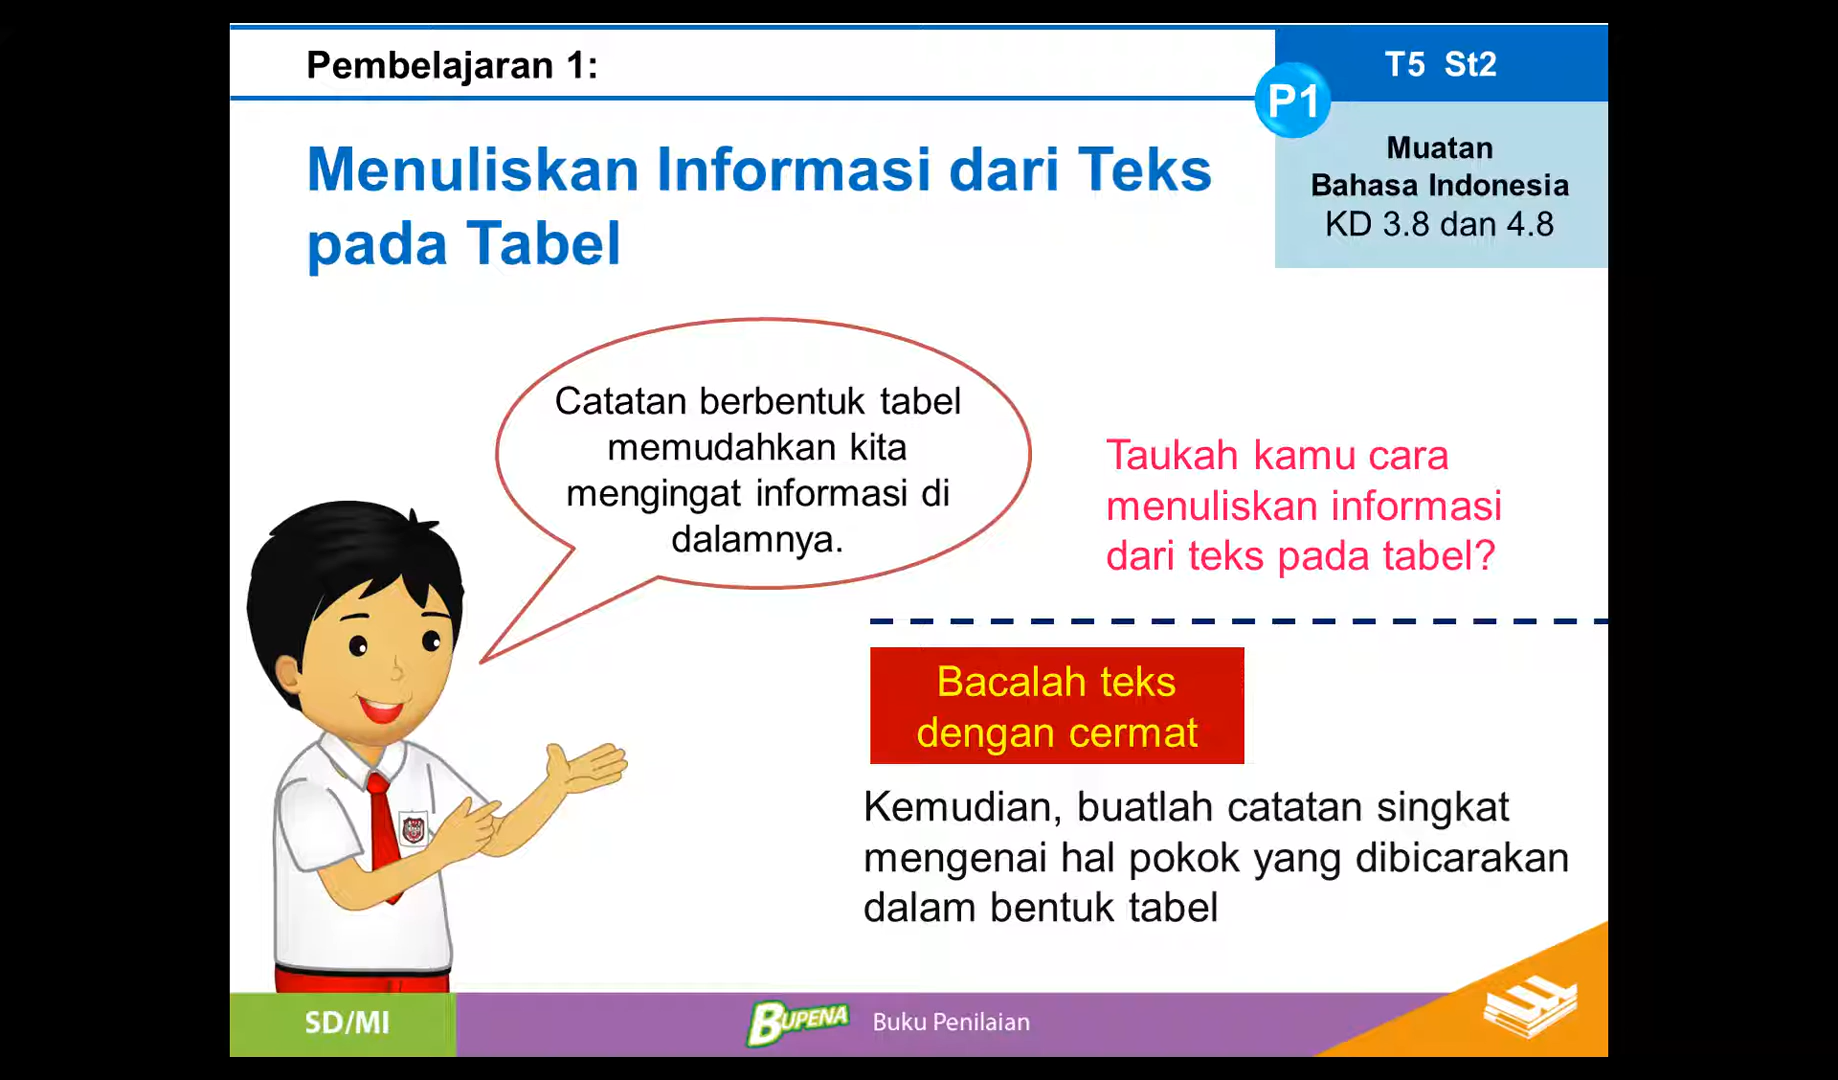 Pembelajaran 1:
T5 St2
P1
Muatan
Bahasa Indonesia
KD 3.8 dan 4.8
Menuliskan Informasi dari Teks
pada Tabel
Catatan berbentuk tabel
memudahkan kita
mengingat informasi di
dalamnya.
Taukah kamu cara
menuliskan informasi
dari teks pada tabel?
Bacalah teks
dengan cermat
Kemudian, buatlah catatan singkat
mengenai hal pokok yang dibicarakan
dalam bentuk tabel
SD/MI
BUPENA
Buku Penilaian